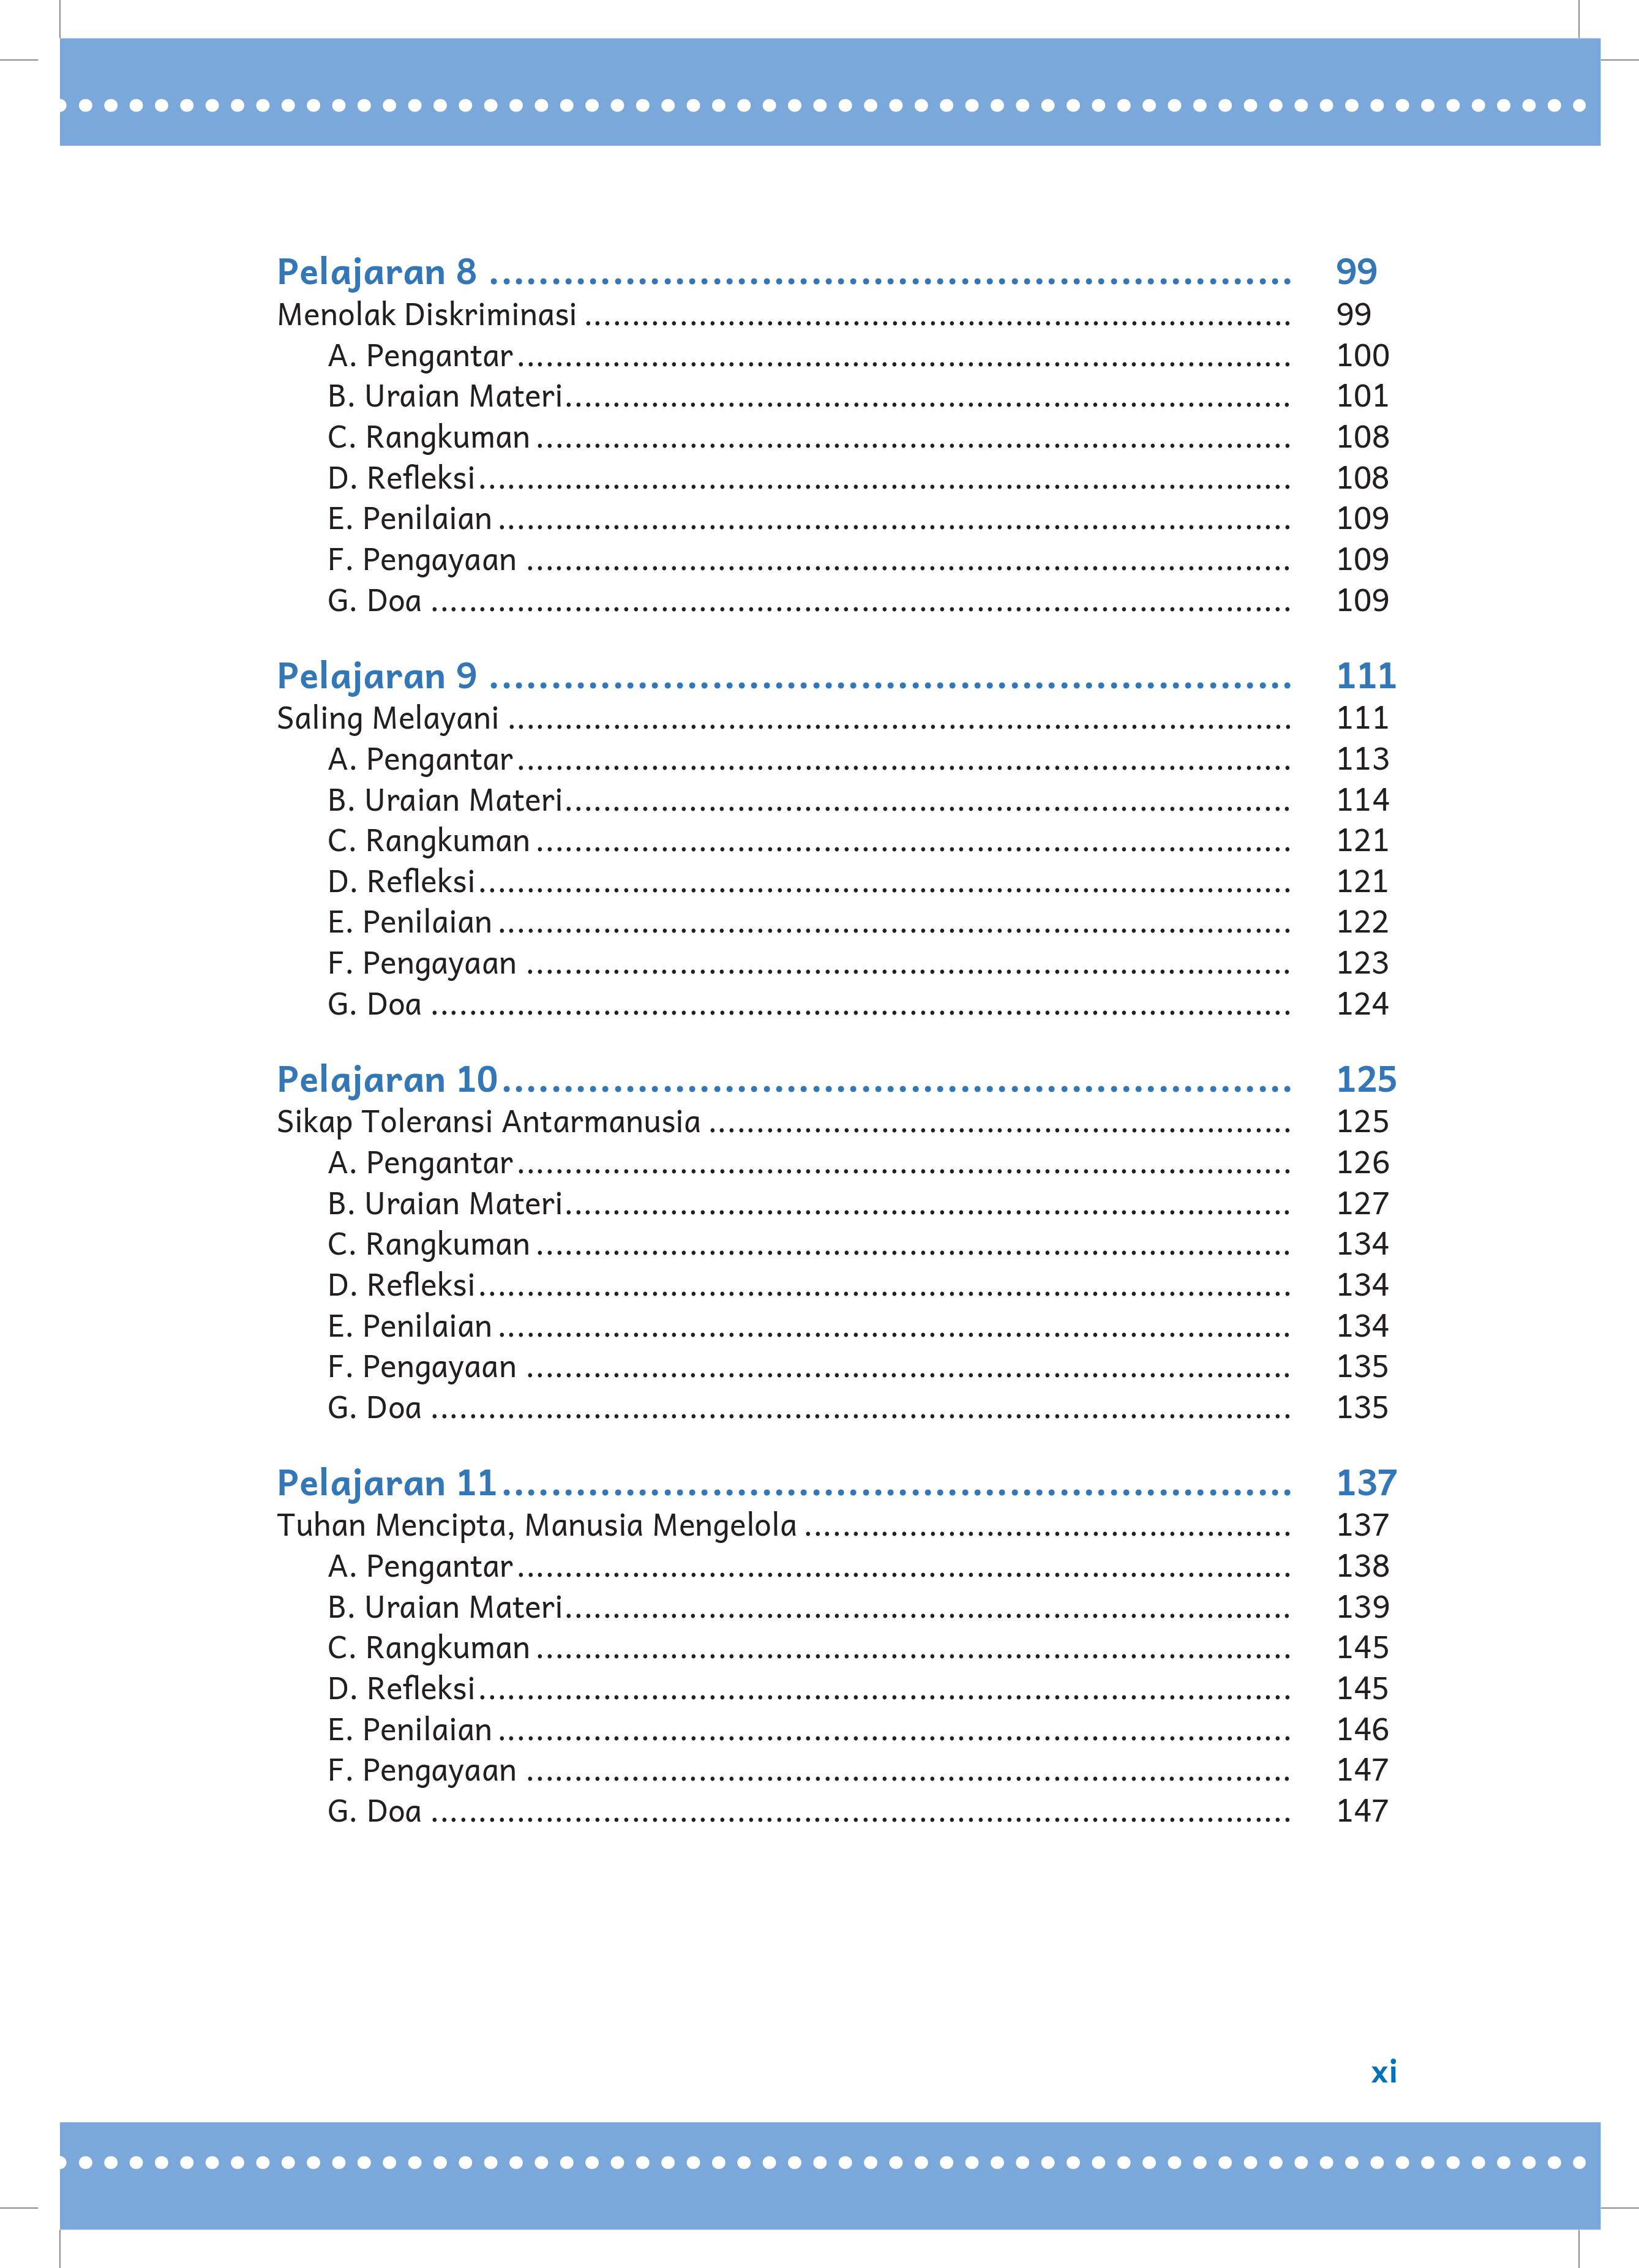 Pelajaran 8 ........................................................ 99
Menolak Diskriminasi ........................................................ 99
A. Pengantar ........................................................ 100
B. Uraian Materi ........................................................ 101
C. Rangkuman ........................................................ 108
D. Refleksi ........................................................ 108
E. Penilaian ........................................................ 109
F. Pengayaan ........................................................ 109
G. Doa ........................................................ 109
Pelajaran 9 ........................................................ 111
Saling Melayani ........................................................ 111
A. Pengantar ........................................................ 113
B. Uraian Materi ........................................................ 114
C. Rangkuman ........................................................ 121
D. Refleksi ........................................................ 121
E. Penilaian ........................................................ 122
F. Pengayaan ........................................................ 123
G. Doa ........................................................ 124
Pelajaran 10 ........................................................ 125
Sikap Toleransi Antarmanusia ........................................................ 125
A. Pengantar ........................................................ 126
B. Uraian Materi ........................................................ 127
C. Rangkuman ........................................................ 134
D. Refleksi ........................................................ 134
E. Penilaian ........................................................ 134
F. Pengayaan ........................................................ 135
G. Doa ........................................................ 135
Pelajaran 11 ........................................................ 137
Tuhan Mencipta, Manusia Mengelola ........................................................ 137
A. Pengantar ........................................................ 138
B. Uraian Materi ........................................................ 139
C. Rangkuman ........................................................ 145
D. Refleksi ........................................................ 145
E. Penilaian ........................................................ 146
F. Pengayaan ........................................................ 147
G. Doa ........................................................ 147
xi